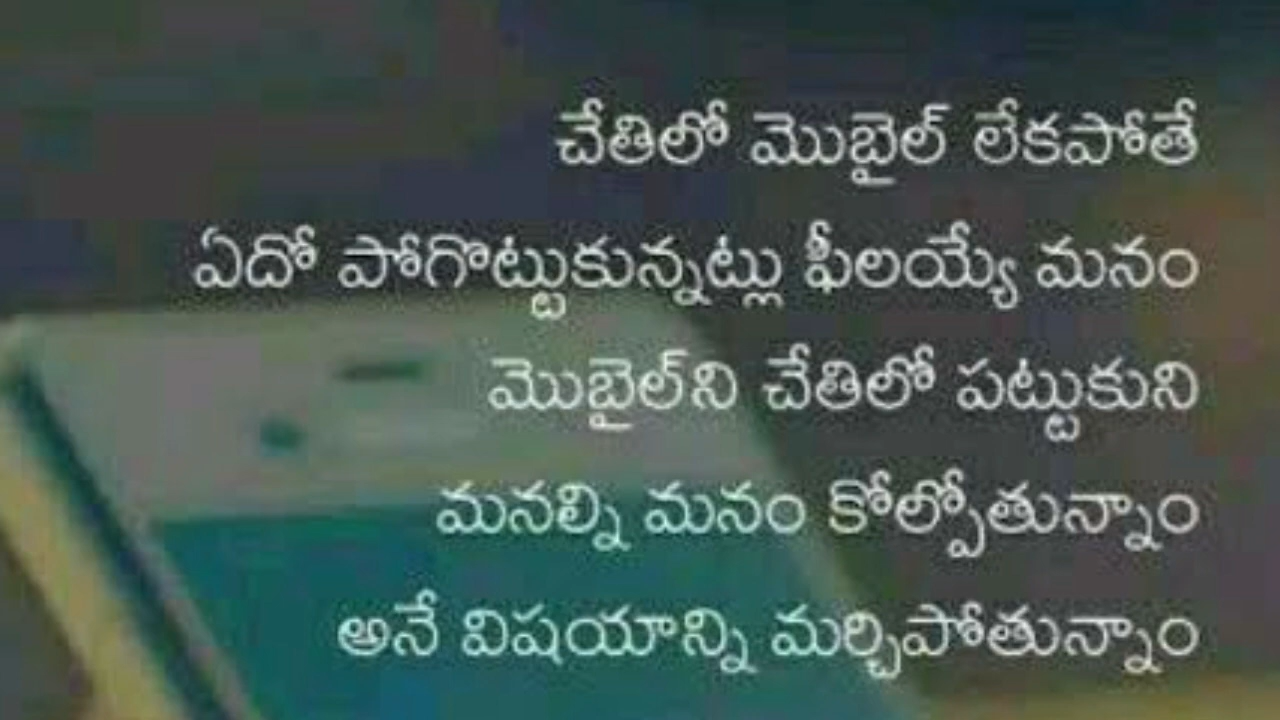 చేతిలో మొబైల్ లేకపోతే
ఏదో పోగొట్టుకున్నట్లు ఫీలయ్యే మనం
మొబైల్‌ని చేతిలో పట్టుకుని
మనల్ని మనం కోల్పోతున్నాం
అనే విషయాన్ని మర్చిపోతున్నాం